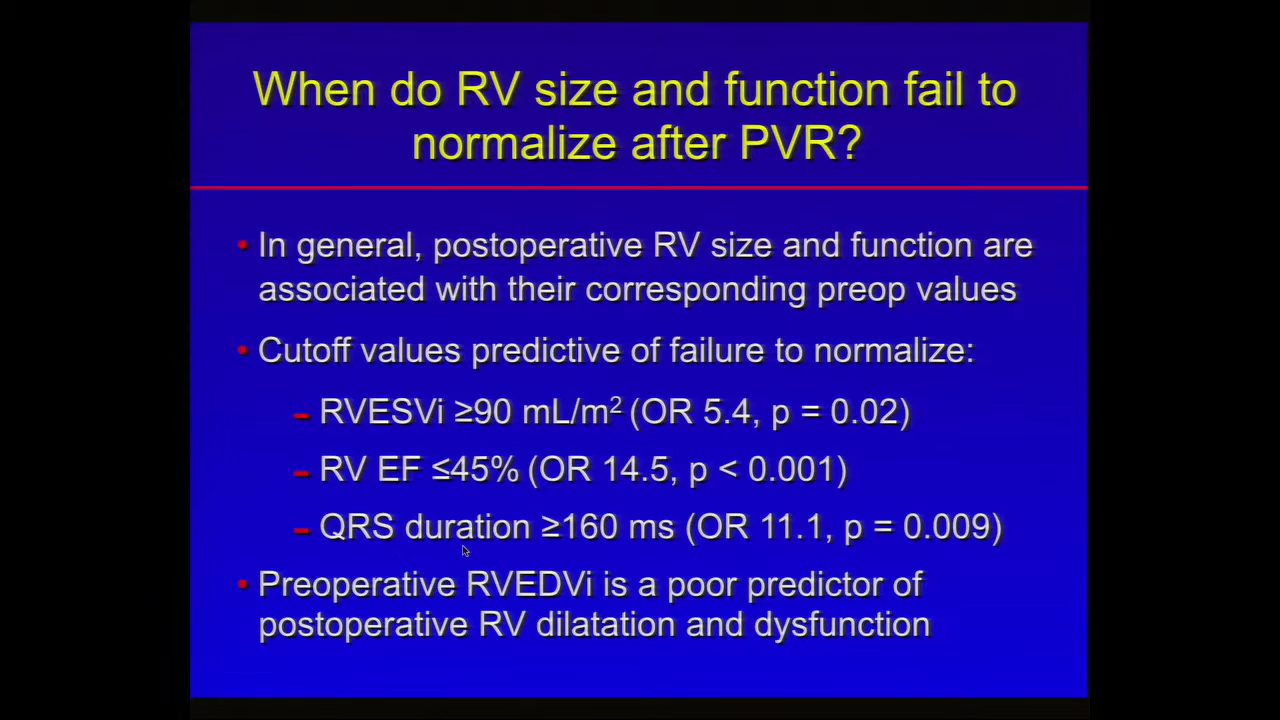 When do RV size and function fail to
normalize after PVR?
• In general, postoperative RV size and function are
associated with their corresponding preop values
• Cutoff values predictive of failure to normalize:
– RVESVi ≥90 mL/m² (OR 5.4, p = 0.02)
– RV EF ≤45% (OR 14.5, p < 0.001)
– QRS duration ≥160 ms (OR 11.1, p = 0.009)
• Preoperative RVEDVi is a poor predictor of
postoperative RV dilatation and dysfunction